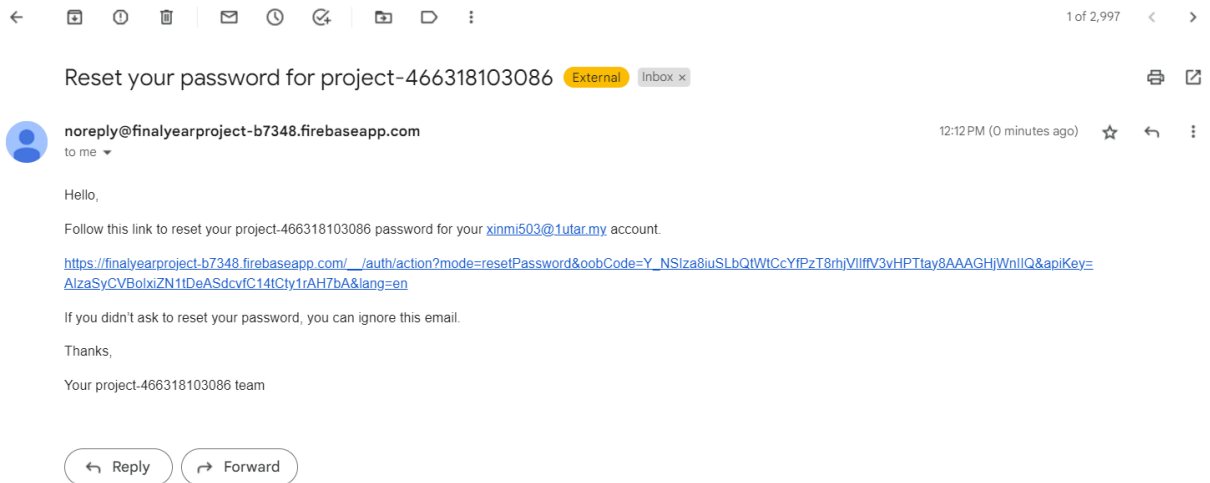 1 of 2,997
Reset your password for project-466318103086 External Inbox ×
noreply@finalyearproject-b7348.firebaseapp.com 12:12 PM (0 minutes ago)
to me
Hello,
Follow this link to reset your project-466318103086 password for your xinmi503@1utar.my account.
https://finalyearproject-b7348.firebaseapp.com/__/auth/action?mode=resetPassword&oobCode=Y_NSIza8iuSLbQtWtCcYfPzT8rhjVlIffV3vHPTtay8AAAGHjWnIIQ&apiKey=
AIzaSyCVBoIxiZN1tDeASdcvfC14tCty1rAH7bA&lang=en
If you didn't ask to reset your password, you can ignore this email.
Thanks,
Your project-466318103086 team
Reply Forward